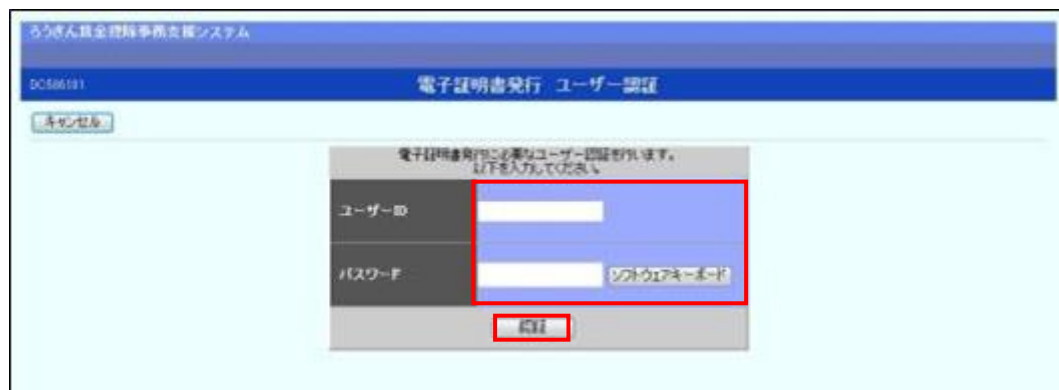 ろうきん賃金控除事務支援システム
電子証明書発行 ユーザー認証
キャンセル
電子証明書発行に必要なユーザー認証を行います。
以下を入力してください。
ユーザーID
パスワード
ソフトウェアキーボード
認証